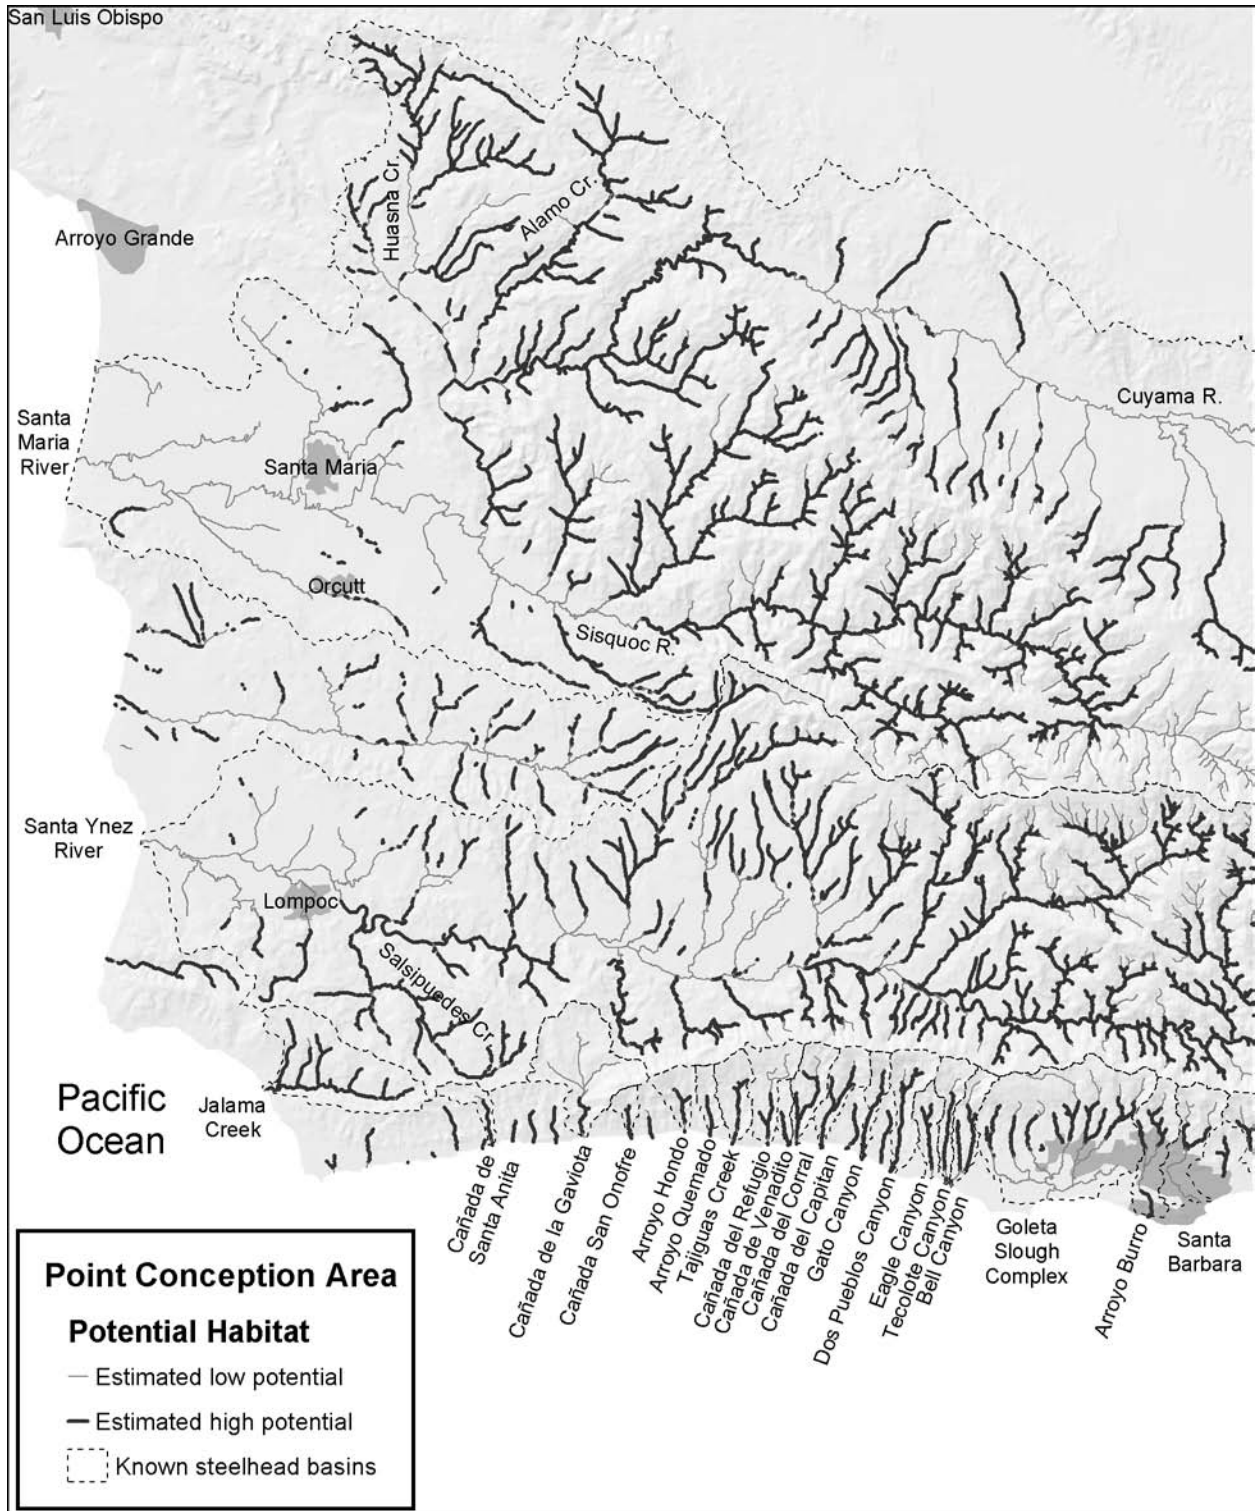 San Luis Obispo
Arroyo Grande
Huasna Cr.
Alamo Cr.
Cuyama R.
Santa
Maria
River
Santa Maria
Orcutt
Sisquoc R.
Santa Ynez
River
Lompoc
Salsipuedes Cr.
Pacific
Ocean
Jalama
Creek
Cañada de
Santa Anita
Cañada de la Gaviota
Cañada San Onofre
Arroyo Hondo
Arroyo Quemado
Tajiguas Creek
Cañada del Refugio
Cañada de Venadito
Cañada del Corral
Cañada del Capitan
Gato Canyon
Dos Pueblos Canyon
Eagle Canyon
Tecolote Canyon
Bell Canyon
Goleta
Slough
Complex
Arroyo Burro
Santa
Barbara
Point Conception Area
Potential Habitat
Estimated low potential
Estimated high potential
Known steelhead basins